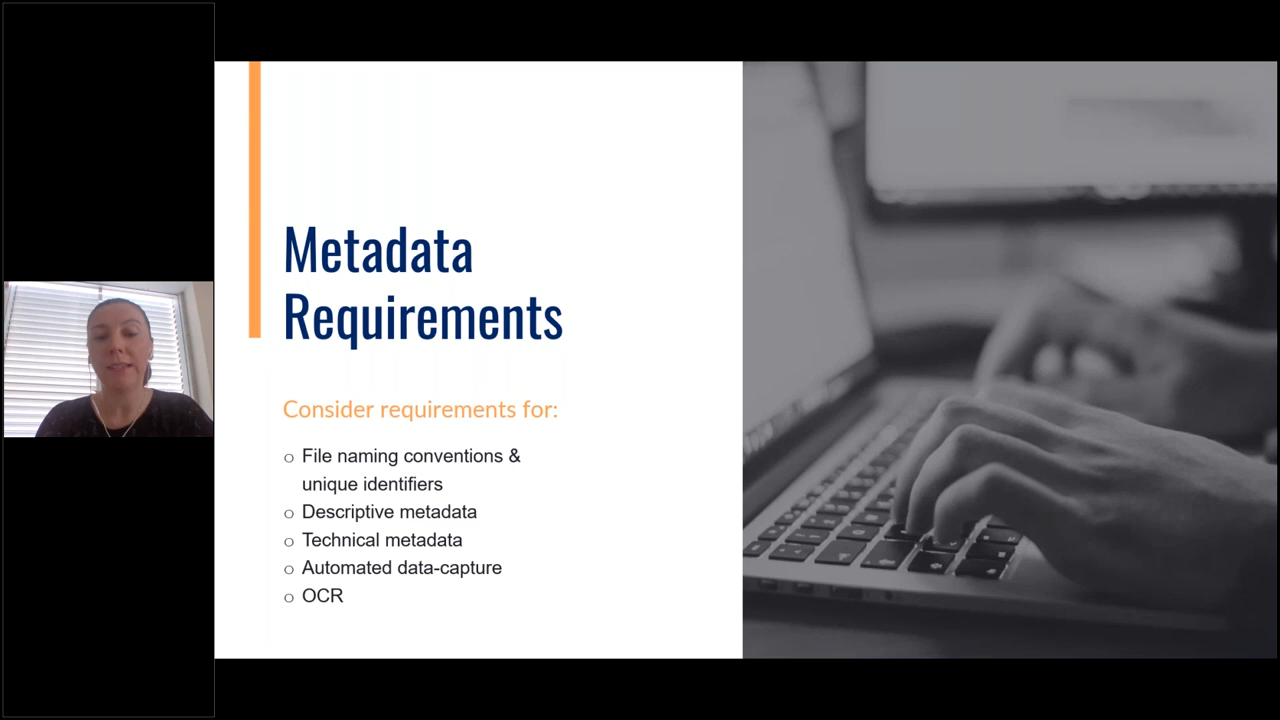 Metadata
Requirements
Consider requirements for:
o File naming conventions &
unique identifiers
o Descriptive metadata
o Technical metadata
o Automated data-capture
o OCR